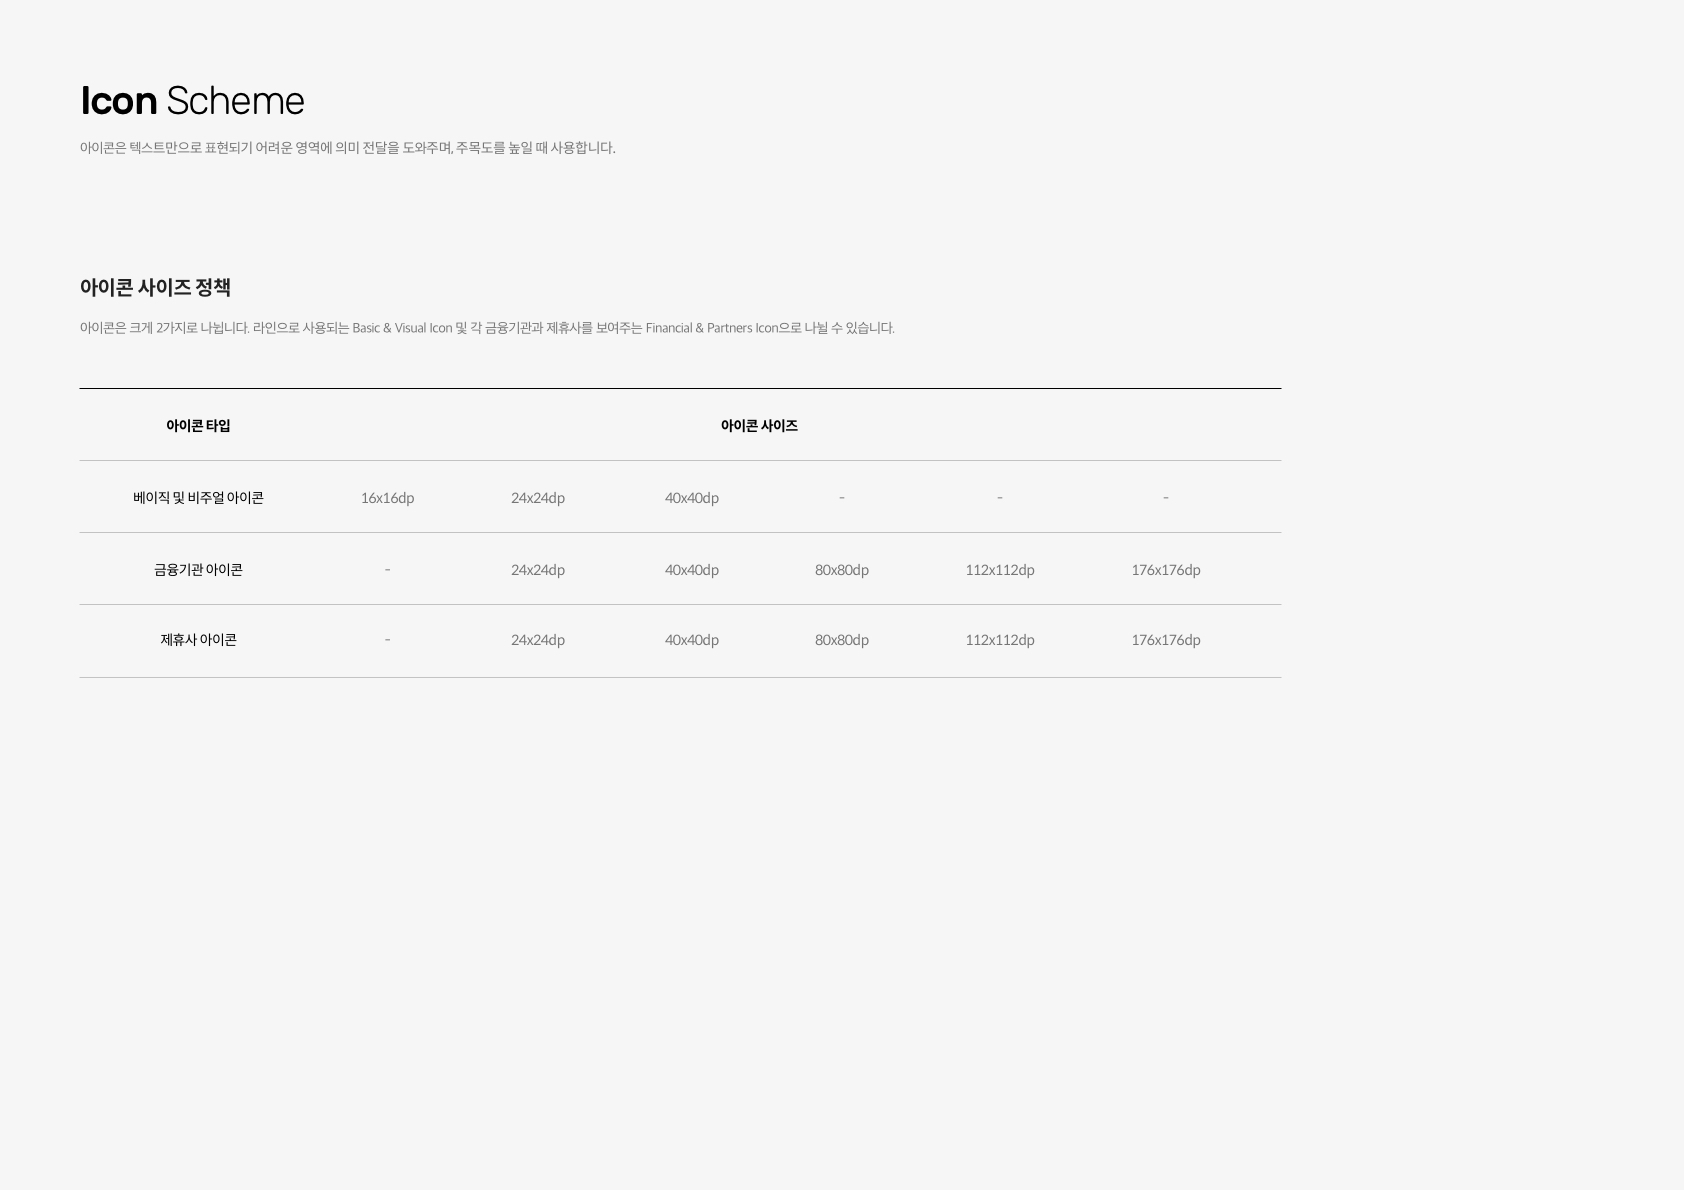 Icon Scheme
아이콘은 텍스트만으로 표현되기 어려운 영역에 의미 전달을 도와주며, 주목도를 높일 때 사용합니다.
아이콘 사이즈 정책
아이콘은 크게 2가지로 나뉩니다. 라인으로 사용되는 Basic & Visual Icon 및 각 금융기관과 제휴사를 보여주는 Financial & Partners Icon으로 나뉠 수 있습니다.
아이콘 타입 아이콘 사이즈
베이직 및 비주얼 아이콘 16x16dp 24x24dp 40x40dp - - -
금융기관 아이콘 - 24x24dp 40x40dp 80x80dp 112x112dp 176x176dp
제휴사 아이콘 - 24x24dp 40x40dp 80x80dp 112x112dp 176x176dp